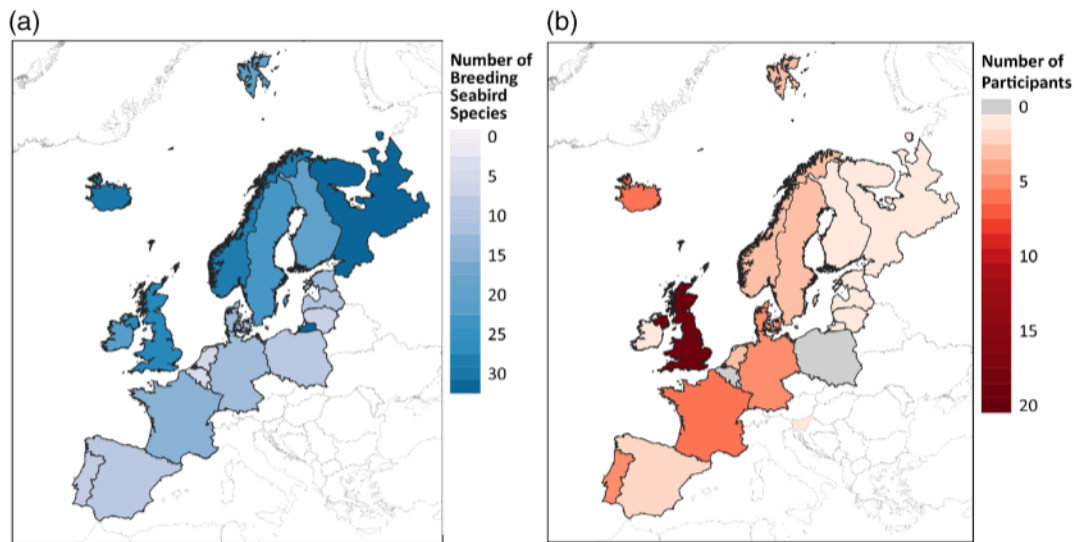 (a)
Number of
Breeding
Seabird
Species
0
5
10
15
20
25
30
(b)
Number of
Participants
0
5
10
15
20